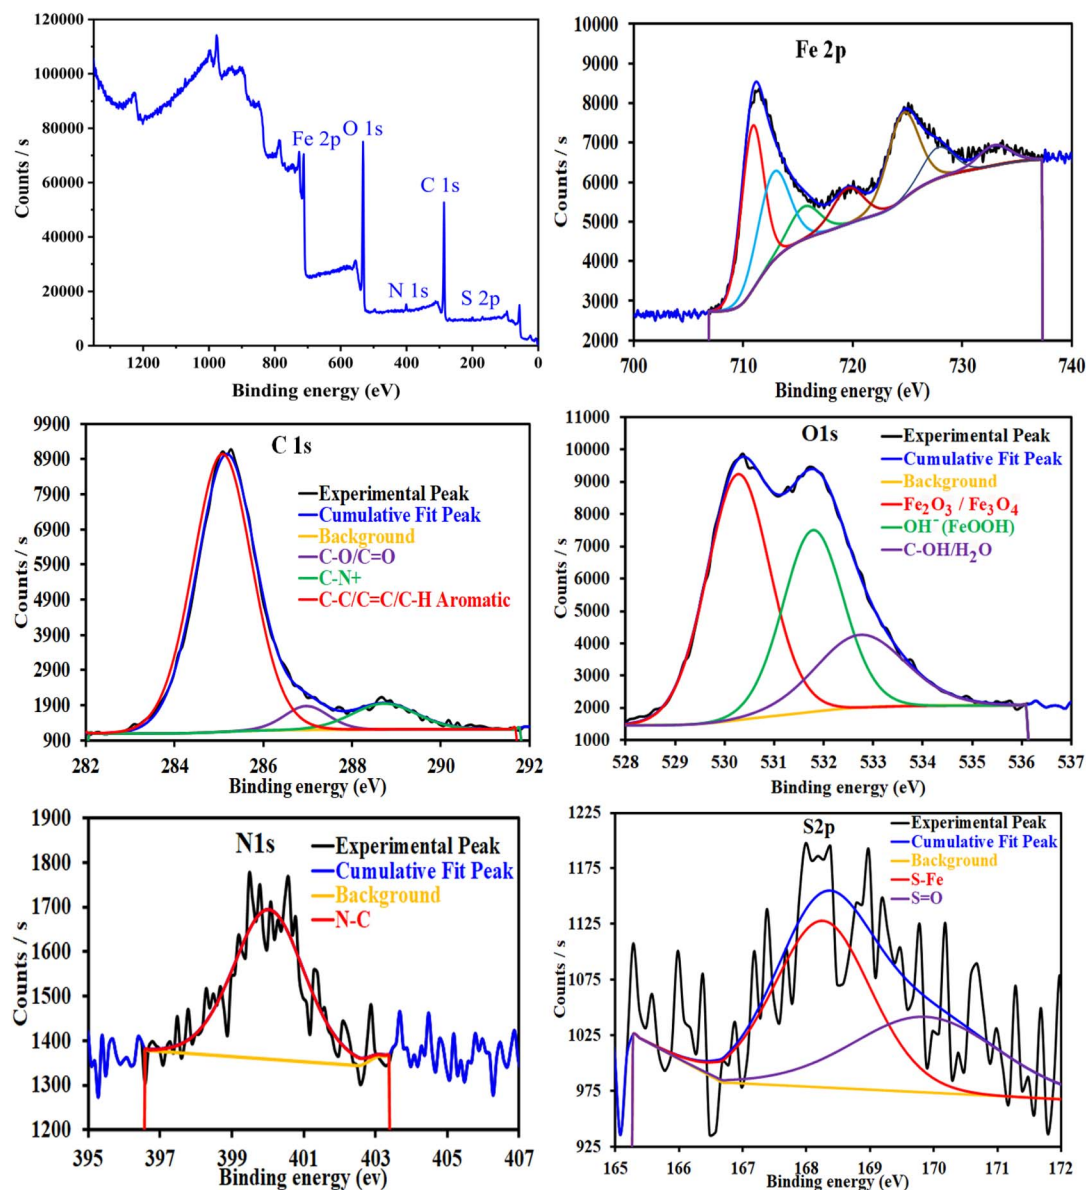 120000
100000
80000
60000
40000
20000
0
Counts / s
Fe 2p
O 1s
C 1s
N 1s
S 2p
1200 1000 800 600 400 200 0
Binding energy (eV)
10000
9000
8000
7000
6000
5000
4000
3000
2000
Counts / s
Fe 2p
700 710 720 730 740
Binding energy (eV)
9900
8900
7900
6900
5900
4900
3900
2900
1900
900
Counts / s
C 1s
Experimental Peak
Cumulative Fit Peak
Background
C-O/C=O
C-N+
C-C/C=C/C-H Aromatic
282 284 286 288 290 292
Binding energy (eV)
11000
10000
9000
8000
7000
6000
5000
4000
3000
2000
1000
Counts / s
O1s
Experimental Peak
Cumulative Fit Peak
Background
Fe₂O₃ / Fe₃O₄
OH⁻(FeOOH)
C-OH/H₂O
528 529 530 531 532 533 534 535 536 537
Binding energy (eV)
1900
1800
1700
1600
1500
1400
1300
1200
Counts / s
N1s
Experimental Peak
Cumulative Fit Peak
Background
N-C
395 397 399 401 403 405 407
Binding energy (ev)
1225
1175
1125
1075
1025
975
925
Counts / s
S2p
Experimental Peak
Cumulative Fit Peak
Background
S-Fe
S=O
165 166 167 168 169 170 171 172
Binding energy (eV)